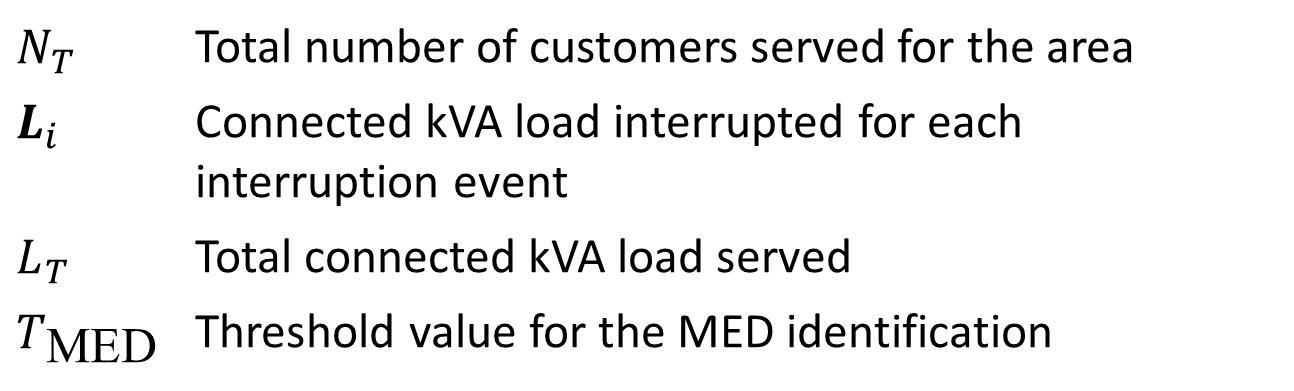 N_T Total number of customers served for the area
L_i Connected kVA load interrupted for each
interruption event
L_T Total connected kVA load served
T_MED Threshold value for the MED identification